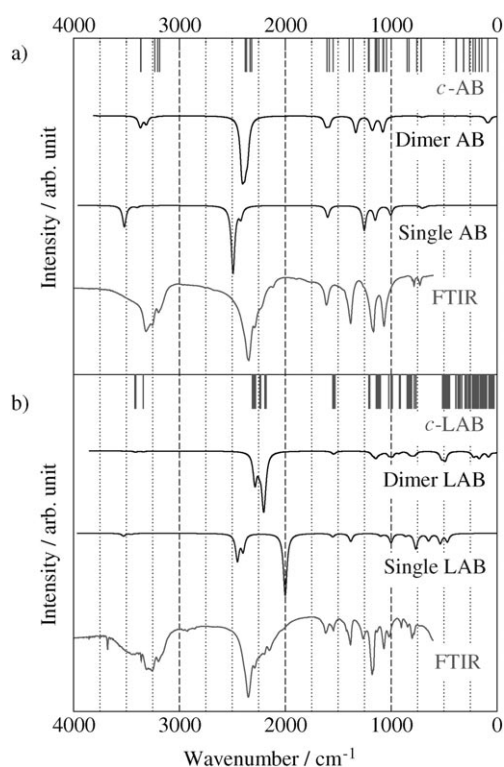 4000 3000 2000 1000 0
a)
c-AB
Dimer AB
Single AB
FTIR
Intensity / arb. unit
b)
c-LAB
Dimer LAB
Single LAB
FTIR
Intensity / arb. unit
4000 3000 2000 1000 0
Wavenumber / cm⁻¹